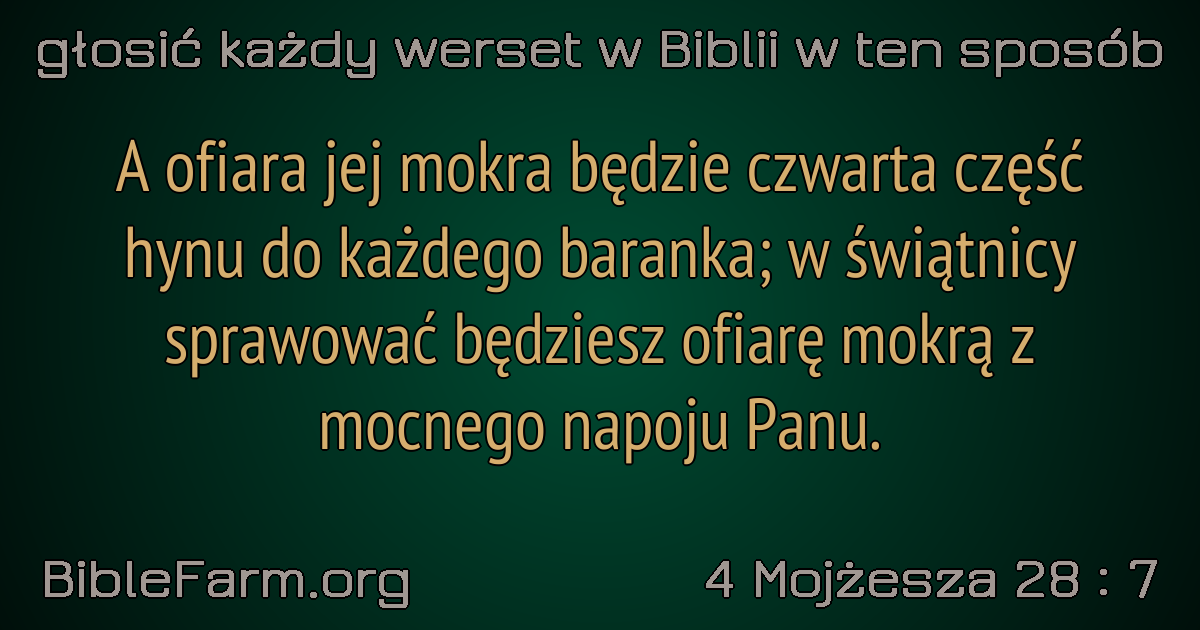 głosić każdy werset w Biblii w ten sposób
A ofiara jej mokra będzie czwarta część
hynu do każdego baranka; w świątnicy
sprawować będziesz ofiarę mokrą z
mocnego napoju Panu.
BibleFarm.org
4 Mojżesza 28 : 7